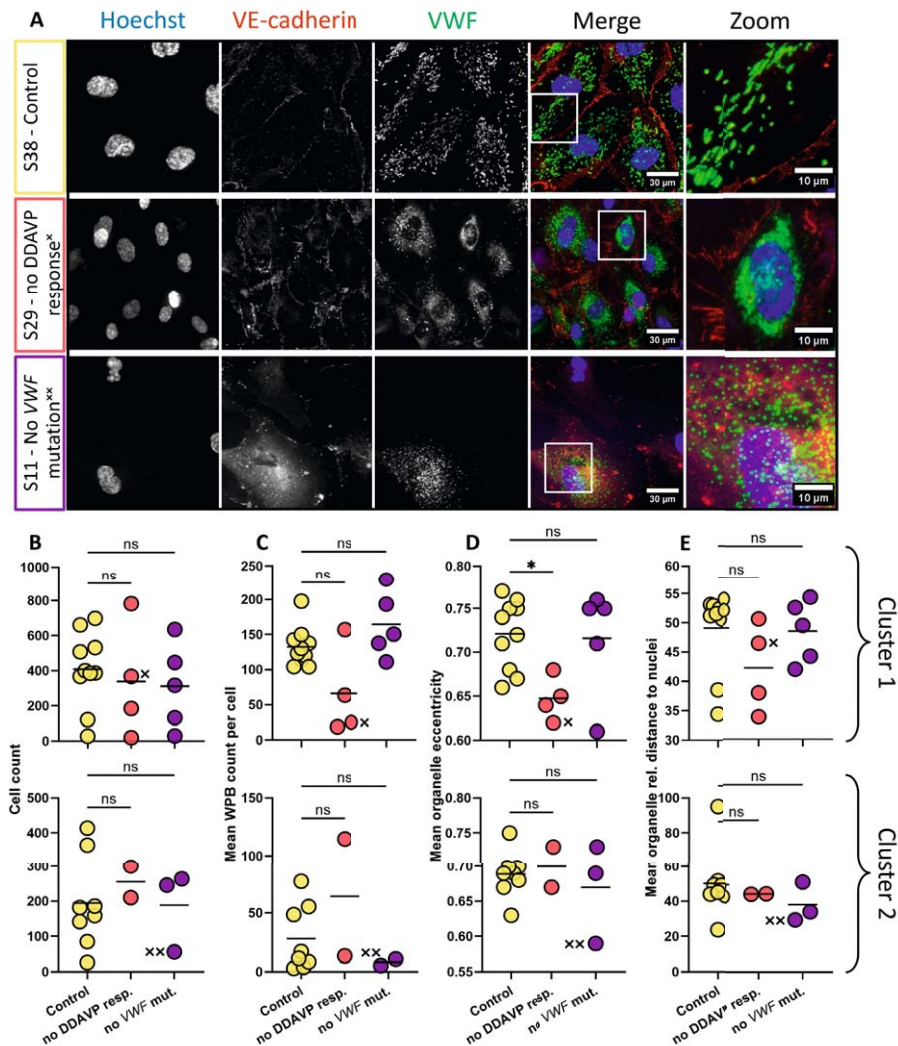 A Hoechst VE-cadherin VWF Merge Zoom
S38 - Control
30 µm
10 µm
S29 - no DDAVP
response×
30 µm
10 µm
S11 - No VWF
mutation××
30 µm
10 µm
B
ns
ns
1000
800
600
400
200
0
×
C
ns
ns
250
200
150
100
50
0
×
D
ns
*
0.80
0.75
0.70
0.65
0.60
×
E
ns
ns
55
50
45
40
35
30
×
Cluster 1
Cell count
ns
ns
500
400
300
200
100
0
××
Control
no DDAVP resp.
no VWF mut.
Mean WPB count per cell
ns
ns
150
100
50
0
××
Control
no DDAVP resp.
no VWF mut.
Mean organelle eccentricity
ns
ns
0.80
0.75
0.70
0.65
0.60
0.55
××
Control
no DDAVP resp.
no VWF mut.
Mear organelle rel. distance to nuclei
ns
ns
100
80
60
40
20
0
××
Control
no DDAV" resp.
no VWF mut.
Cluster 2